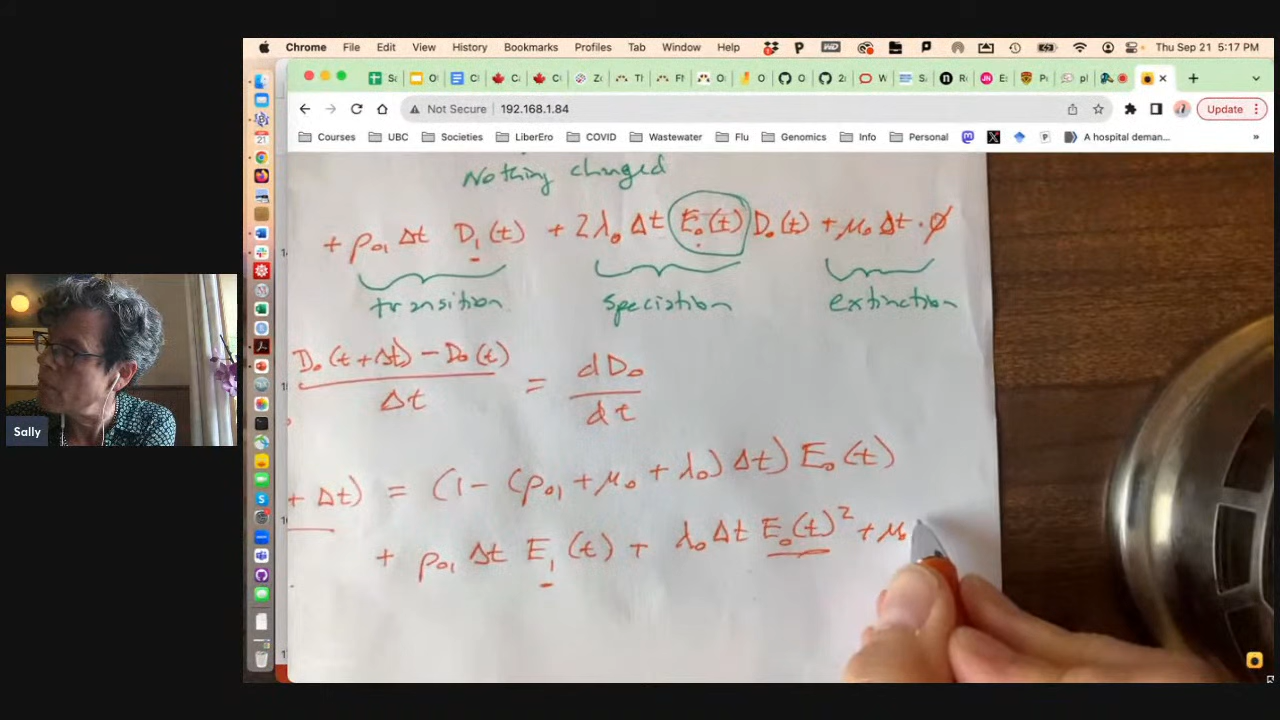 Chrome File Edit View History Bookmarks Profiles Tab Window Help Thu Sep 21 5:17 PM
Not Secure 192.168.1.84 Update
Courses UBC Societies LiberEro COVID Wastewater Flu Genomics Info Personal A hospital deman... »
Nothing changed
+ ρ₀₁ Δt D₁(t) + 2λ₀ Δt E₀(t) D₀(t) + μ₀ Δt · ∅
transition speciation extinction
D₀(t+Δt) − D₀(t)
Δt
= dD₀
dt
+ Δt) = (1 − (ρ₀₁ + μ₀ + λ₀) Δt) E₀(t)
+ ρ₀₁ Δt E₁(t) + λ₀ Δt E₀(t)² + μ₀
Sally